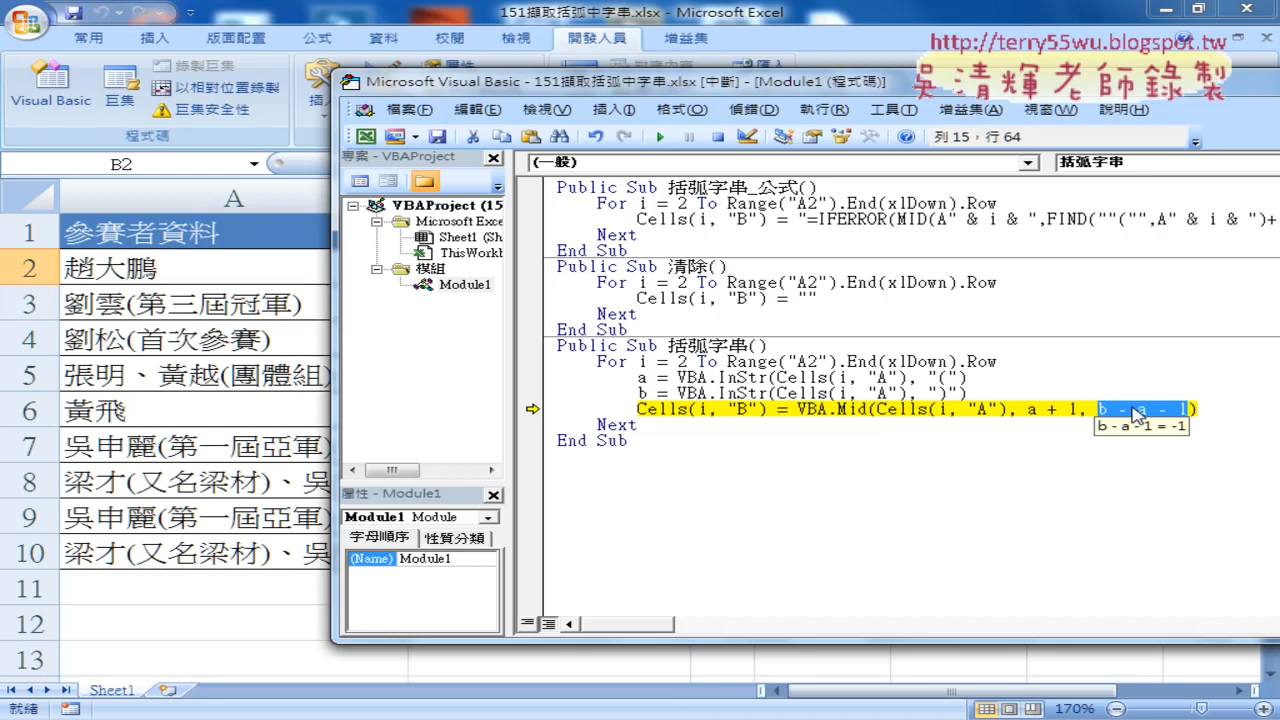 151擷取括弧中字串.xlsx - Microsoft Excel
常用 插入 版面配置 公式 資料 校閱 檢視 開發人員 增益集
http://terry55wu.blogspot.tw
吳清輝老師錄製
Visual Basic 巨集 錄製巨集
以相對位置錄製
巨集安全性
程式碼
B2
A
1 參賽者資料
2 趙大鵬
3 劉雲(第三屆冠軍)
4 劉松(首次參賽)
5 張明、黃越(團體組)
6 黃飛
7 吳申麗(第一屆亞軍)
8 梁才(又名梁材)、吳
9 吳申麗(第一屆亞軍)
10 梁才(又名梁材)、吳
11
12
13
Sheet1
就緒
170%
Microsoft Visual Basic - 151擷取括弧中字串.xlsx [中斷] - [Module1 (程式碼)]
檔案(F) 編輯(E) 檢視(V) 插入(I) 格式(O) 偵錯(D) 執行(R) 工具(T) 增益集(A) 視窗(W) 說明(H)
列 15，行 64
專案 - VBAProject
VBAProject (15
Microsoft Exce
Sheet1 (Sh
ThisWorkb
模組
Module1
屬性 - Module1
Module1 Module
字母順序 性質分類
(Name) Module1
(一般) 括弧字串
Public Sub 括弧字串_公式()
For i = 2 To Range("A2").End(xlDown).Row
Cells(i, "B") = "=IFERROR(MID(A" & i & ",FIND(""("",A" & i & ")+
Next
End Sub
Public Sub 清除()
For i = 2 To Range("A2").End(xlDown).Row
Cells(i, "B") = ""
Next
End Sub
Public Sub 括弧字串()
For i = 2 To Range("A2").End(xlDown).Row
a = VBA.InStr(Cells(i, "A"), "(")
b = VBA.InStr(Cells(i, "A"), ")")
Cells(i, "B") = VBA.Mid(Cells(i, "A"), a + 1, b - a - 1)
b - a - 1 = -1
Next
End Sub